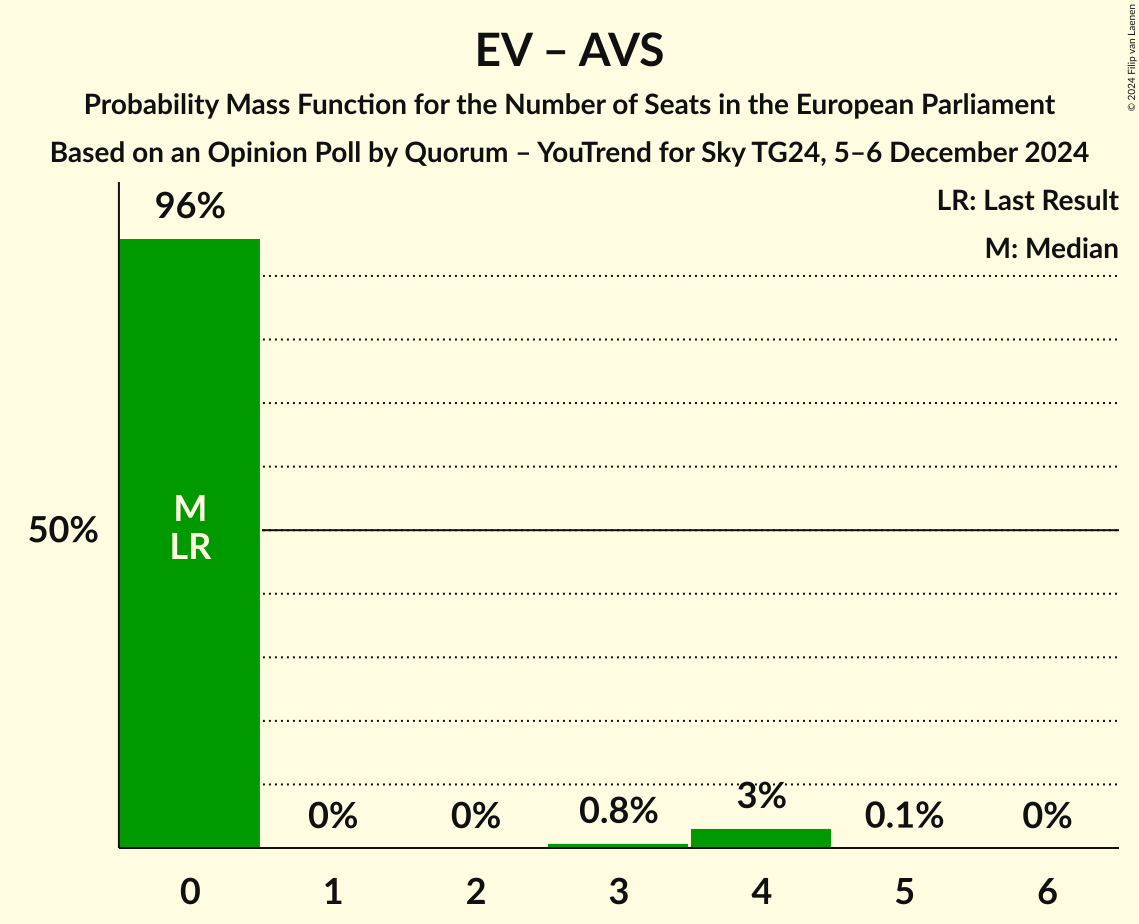 EV – AVS
Probability Mass Function for the Number of Seats in the European Parliament
Based on an Opinion Poll by Quorum – YouTrend for Sky TG24, 5–6 December 2024
© 2024 Filip van Laenen
LR: Last Result
M: Median
96%
50%
M
LR
0%
0%
0.8%
3%
0.1%
0%
0
1
2
3
4
5
6